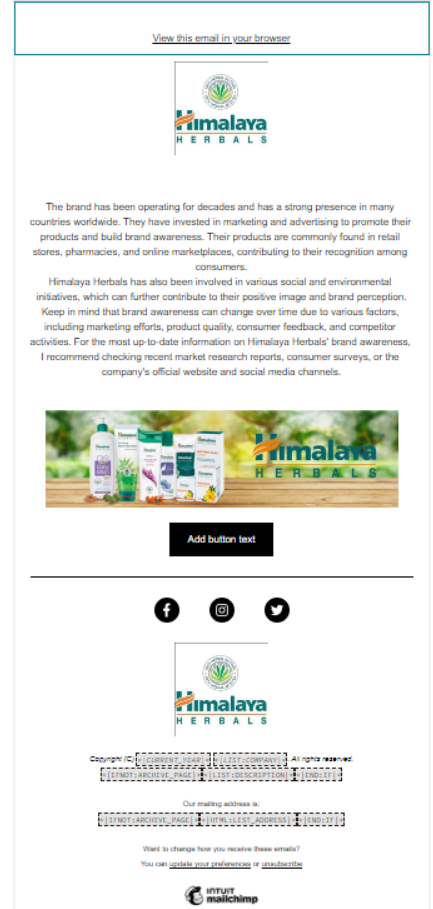 View this email in your browser
Himalaya
HERBALS
The brand has been operating for decades and has a strong presence in many
countries worldwide. They have invested in marketing and advertising to promote their
products and build brand awareness. Their products are commonly found in retail
stores, pharmacies, and online marketplaces, contributing to their recognition among
consumers.
Himalaya Herbals has also been involved in various social and environmental
initiatives, which can further contribute to their positive image and brand perception.
Keep in mind that brand awareness can change over time due to various factors,
including marketing efforts, product quality, consumer feedback, and competitor
activities. For the most up-to-date information on Himalaya Herbals' brand awareness,
I recommend checking recent market research reports, consumer surveys, or the
company's official website and social media channels.
Himalaya
HERBALS
Add button text
Himalaya
HERBALS
Copyright (C) *|CURRENT_YEAR|* *|LIST:COMPANY|*. All rights reserved.
*|IFNOT:ARCHIVE_PAGE|* *|LIST:DESCRIPTION|* *|END:IF|*
Our mailing address is:
*|IFNOT:ARCHIVE_PAGE|* *|HTML:LIST_ADDRESS|* *|END:IF|*
Want to change how you receive these emails?
You can update your preferences or unsubscribe
INTUIT
mailchimp